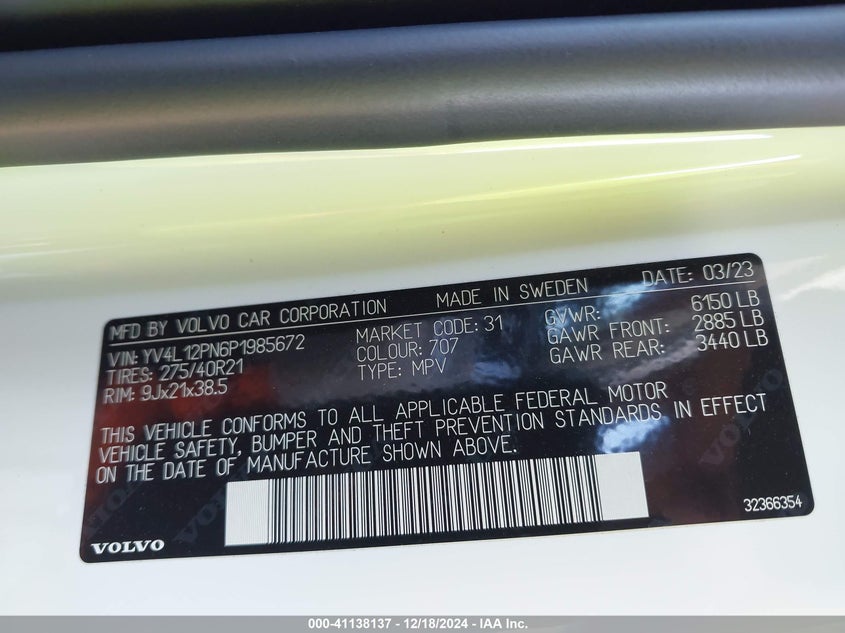 MFD BY VOLVO CAR CORPORATION MADE IN SWEDEN DATE: 03/23
VIN: YV4L12PN6P1985672 MARKET CODE: 31 GVWR: 6150 LB
TIRES: 275/40R21 COLOUR: 707 GAWR FRONT: 2885 LB
RIM: 9Jx21x38.5 TYPE: MPV GAWR REAR: 3440 LB
THIS VEHICLE CONFORMS TO ALL APPLICABLE FEDERAL MOTOR
VEHICLE SAFETY, BUMPER AND THEFT PREVENTION STANDARDS IN EFFECT
ON THE DATE OF MANUFACTURE SHOWN ABOVE.
VOLVO
32366354
000-41138137 - 12/18/2024 - IAA Inc.